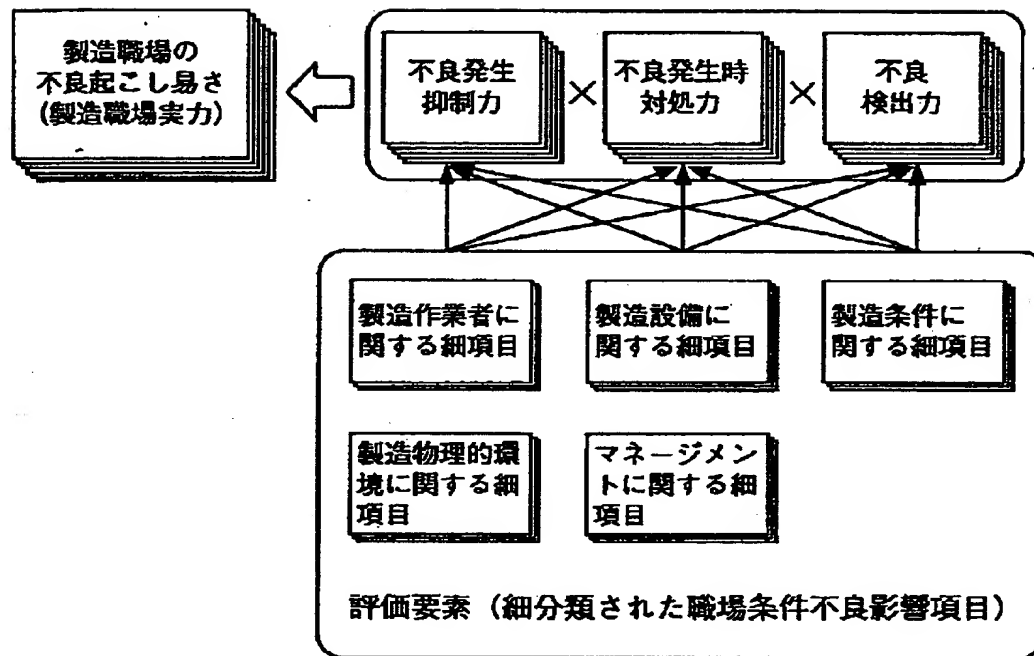 製造職場の
不良起こし易さ
(製造職場実力)
不良発生
抑制力
×
不良発生時
対処力
×
不良
検出力
製造作業者に
関する細項目
製造設備に
関する細項目
製造条件に
関する細項目
製造物理的環
境に関する細
項目
マネージメン
トに関する細
項目
評価要素(細分類された職場条件不良影響項目)